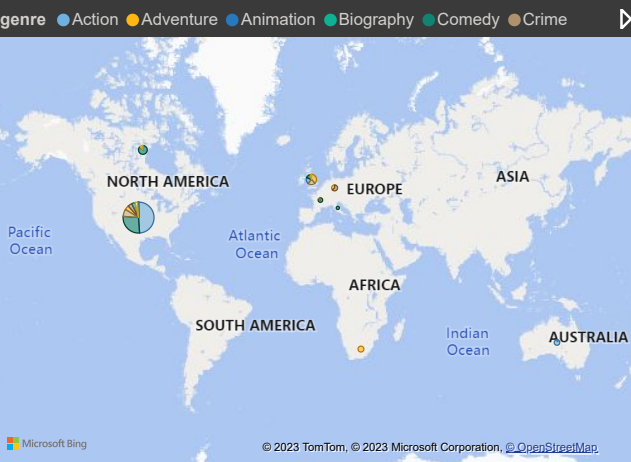 genre Action Adventure Animation Biography Comedy Crime
NORTH AMERICA
EUROPE
ASIA
Pacific
Ocean
Atlantic
Ocean
AFRICA
SOUTH AMERICA
Indian
Ocean
AUSTRALIA
Microsoft Bing
© 2023 TomTom, © 2023 Microsoft Corporation, © OpenStreetMap